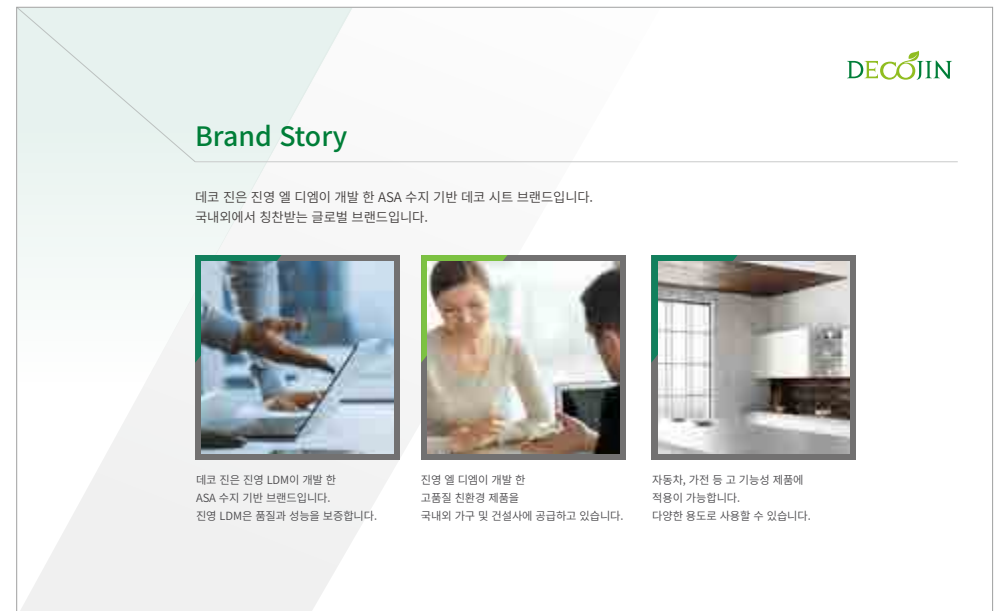 DECOJIN
Brand Story
데코 진은 진영 엘 디엠이 개발 한 ASA 수지 기반 데코 시트 브랜드입니다.
국내외에서 칭찬받는 글로벌 브랜드입니다.
데코 진은 진영 LDM이 개발 한
ASA 수지 기반 브랜드입니다.
진영 LDM은 품질과 성능을 보증합니다.
진영 엘 디엠이 개발 한
고품질 친환경 제품을
국내외 가구 및 건설사에 공급하고 있습니다.
자동차, 가전 등 고 기능성 제품에
적용이 가능합니다.
다양한 용도로 사용할 수 있습니다.